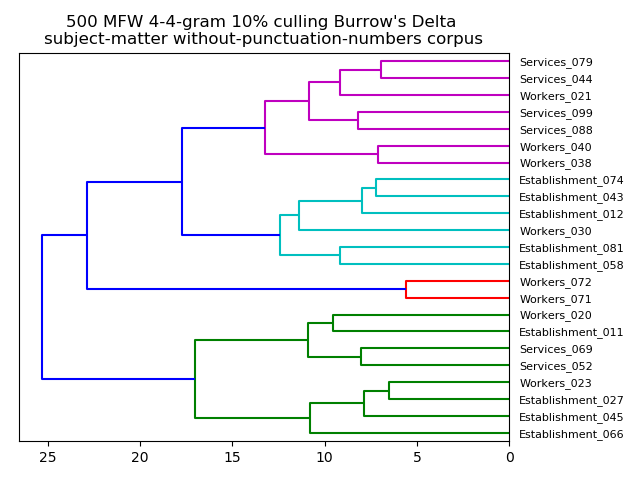 500 MFW 4-4-gram 10% culling Burrow's Delta
subject-matter without-punctuation-numbers corpus
Services_079
Services_044
Workers_021
Services_099
Services_088
Workers_040
Workers_038
Establishment_074
Establishment_043
Establishment_012
Workers_030
Establishment_081
Establishment_058
Workers_072
Workers_071
Workers_020
Establishment_011
Services_069
Services_052
Workers_023
Establishment_027
Establishment_045
Establishment_066
25 20 15 10 5 0